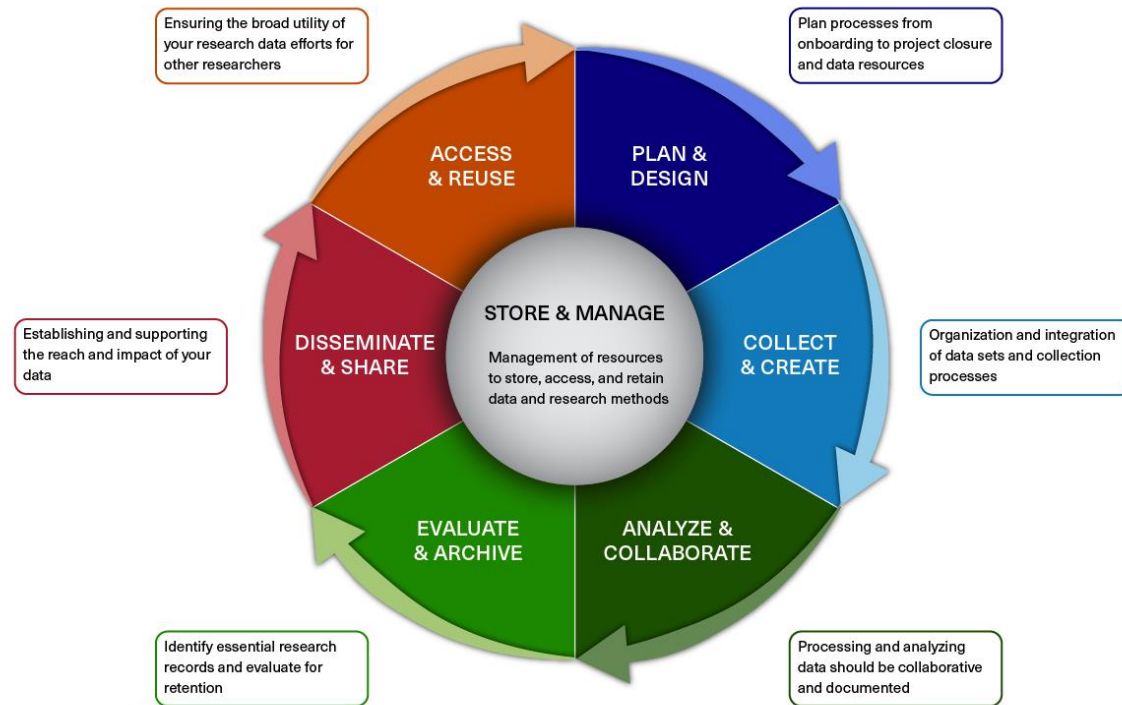 Ensuring the broad utility of
your research data efforts for
other researchers
Plan processes from
onboarding to project closure
and data resources
ACCESS
& REUSE
PLAN &
DESIGN
Establishing and supporting
the reach and impact of your
data
DISSEMINATE
& SHARE
STORE & MANAGE
Management of resources
to store, access, and retain
data and research methods
COLLECT
& CREATE
Organization and integration
of data sets and collection
processes
EVALUATE
& ARCHIVE
ANALYZE &
COLLABORATE
Identify essential research
records and evaluate for
retention
Processing and analyzing
data should be collaborative
and documented